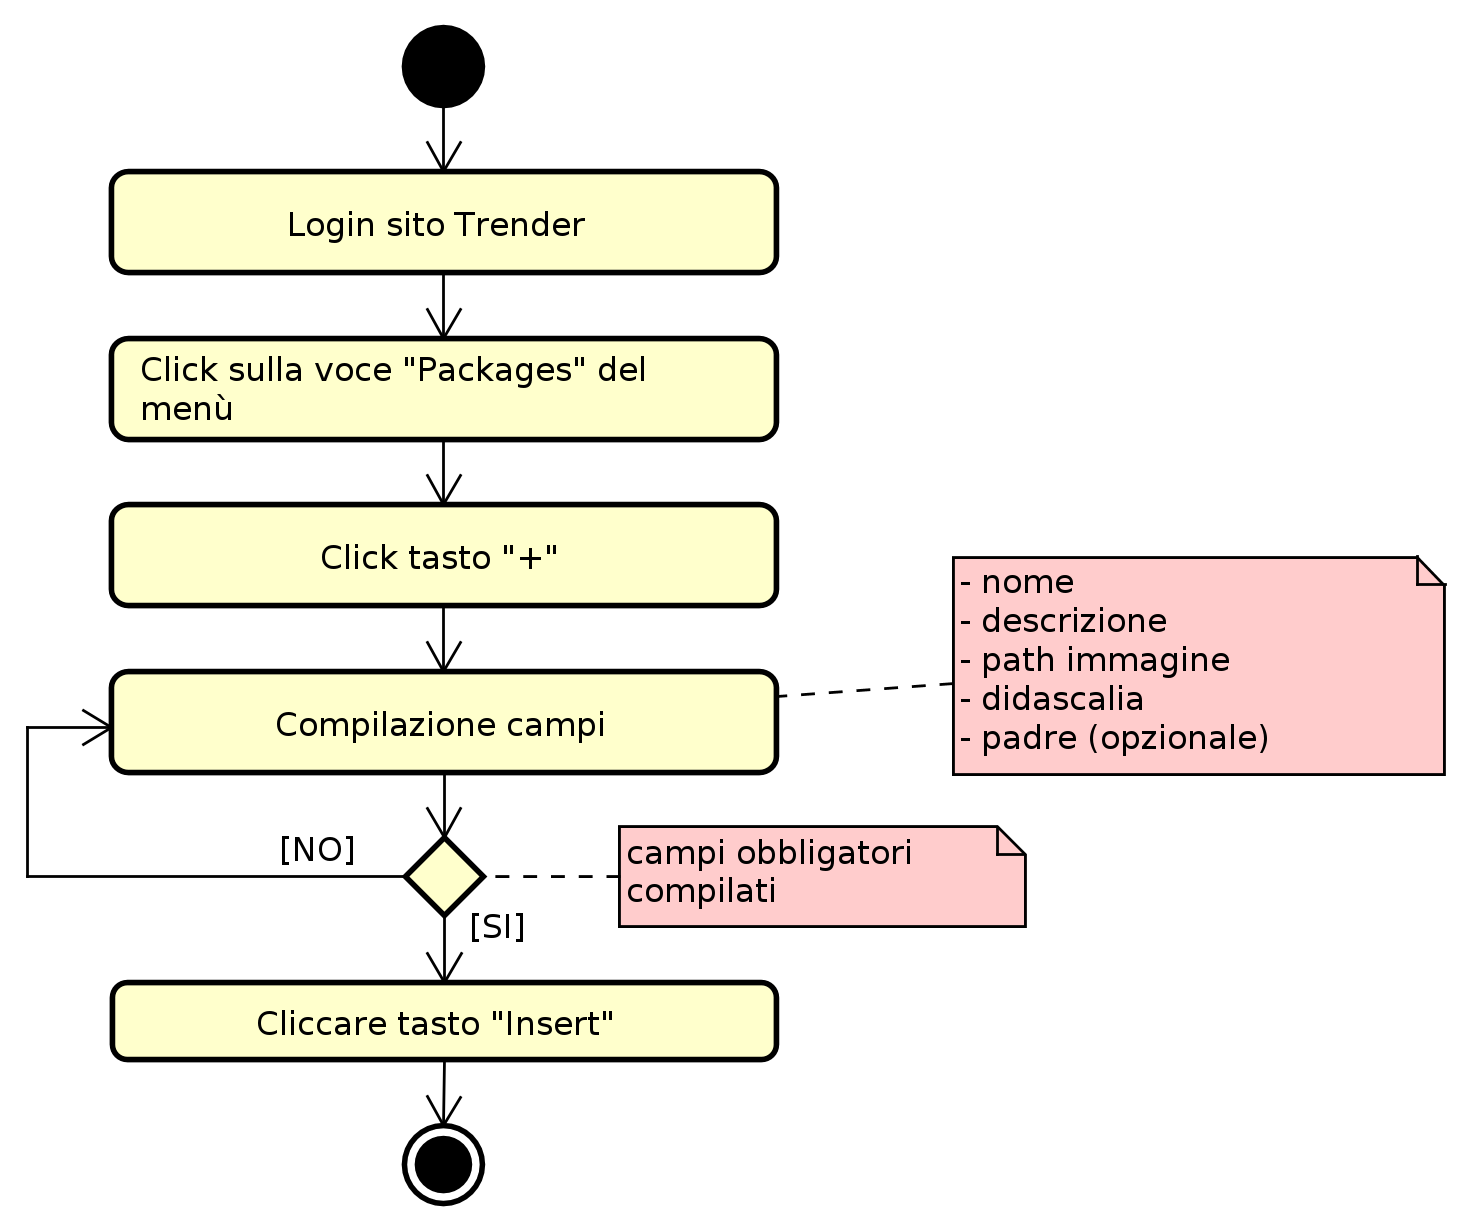 Login sito Trender
Click sulla voce "Packages" del
menù
Click tasto "+"
- nome
- descrizione
- path immagine
- didascalia
- padre (opzionale)
Compilazione campi
[NO]
campi obbligatori
compilati
[SI]
Cliccare tasto "Insert"